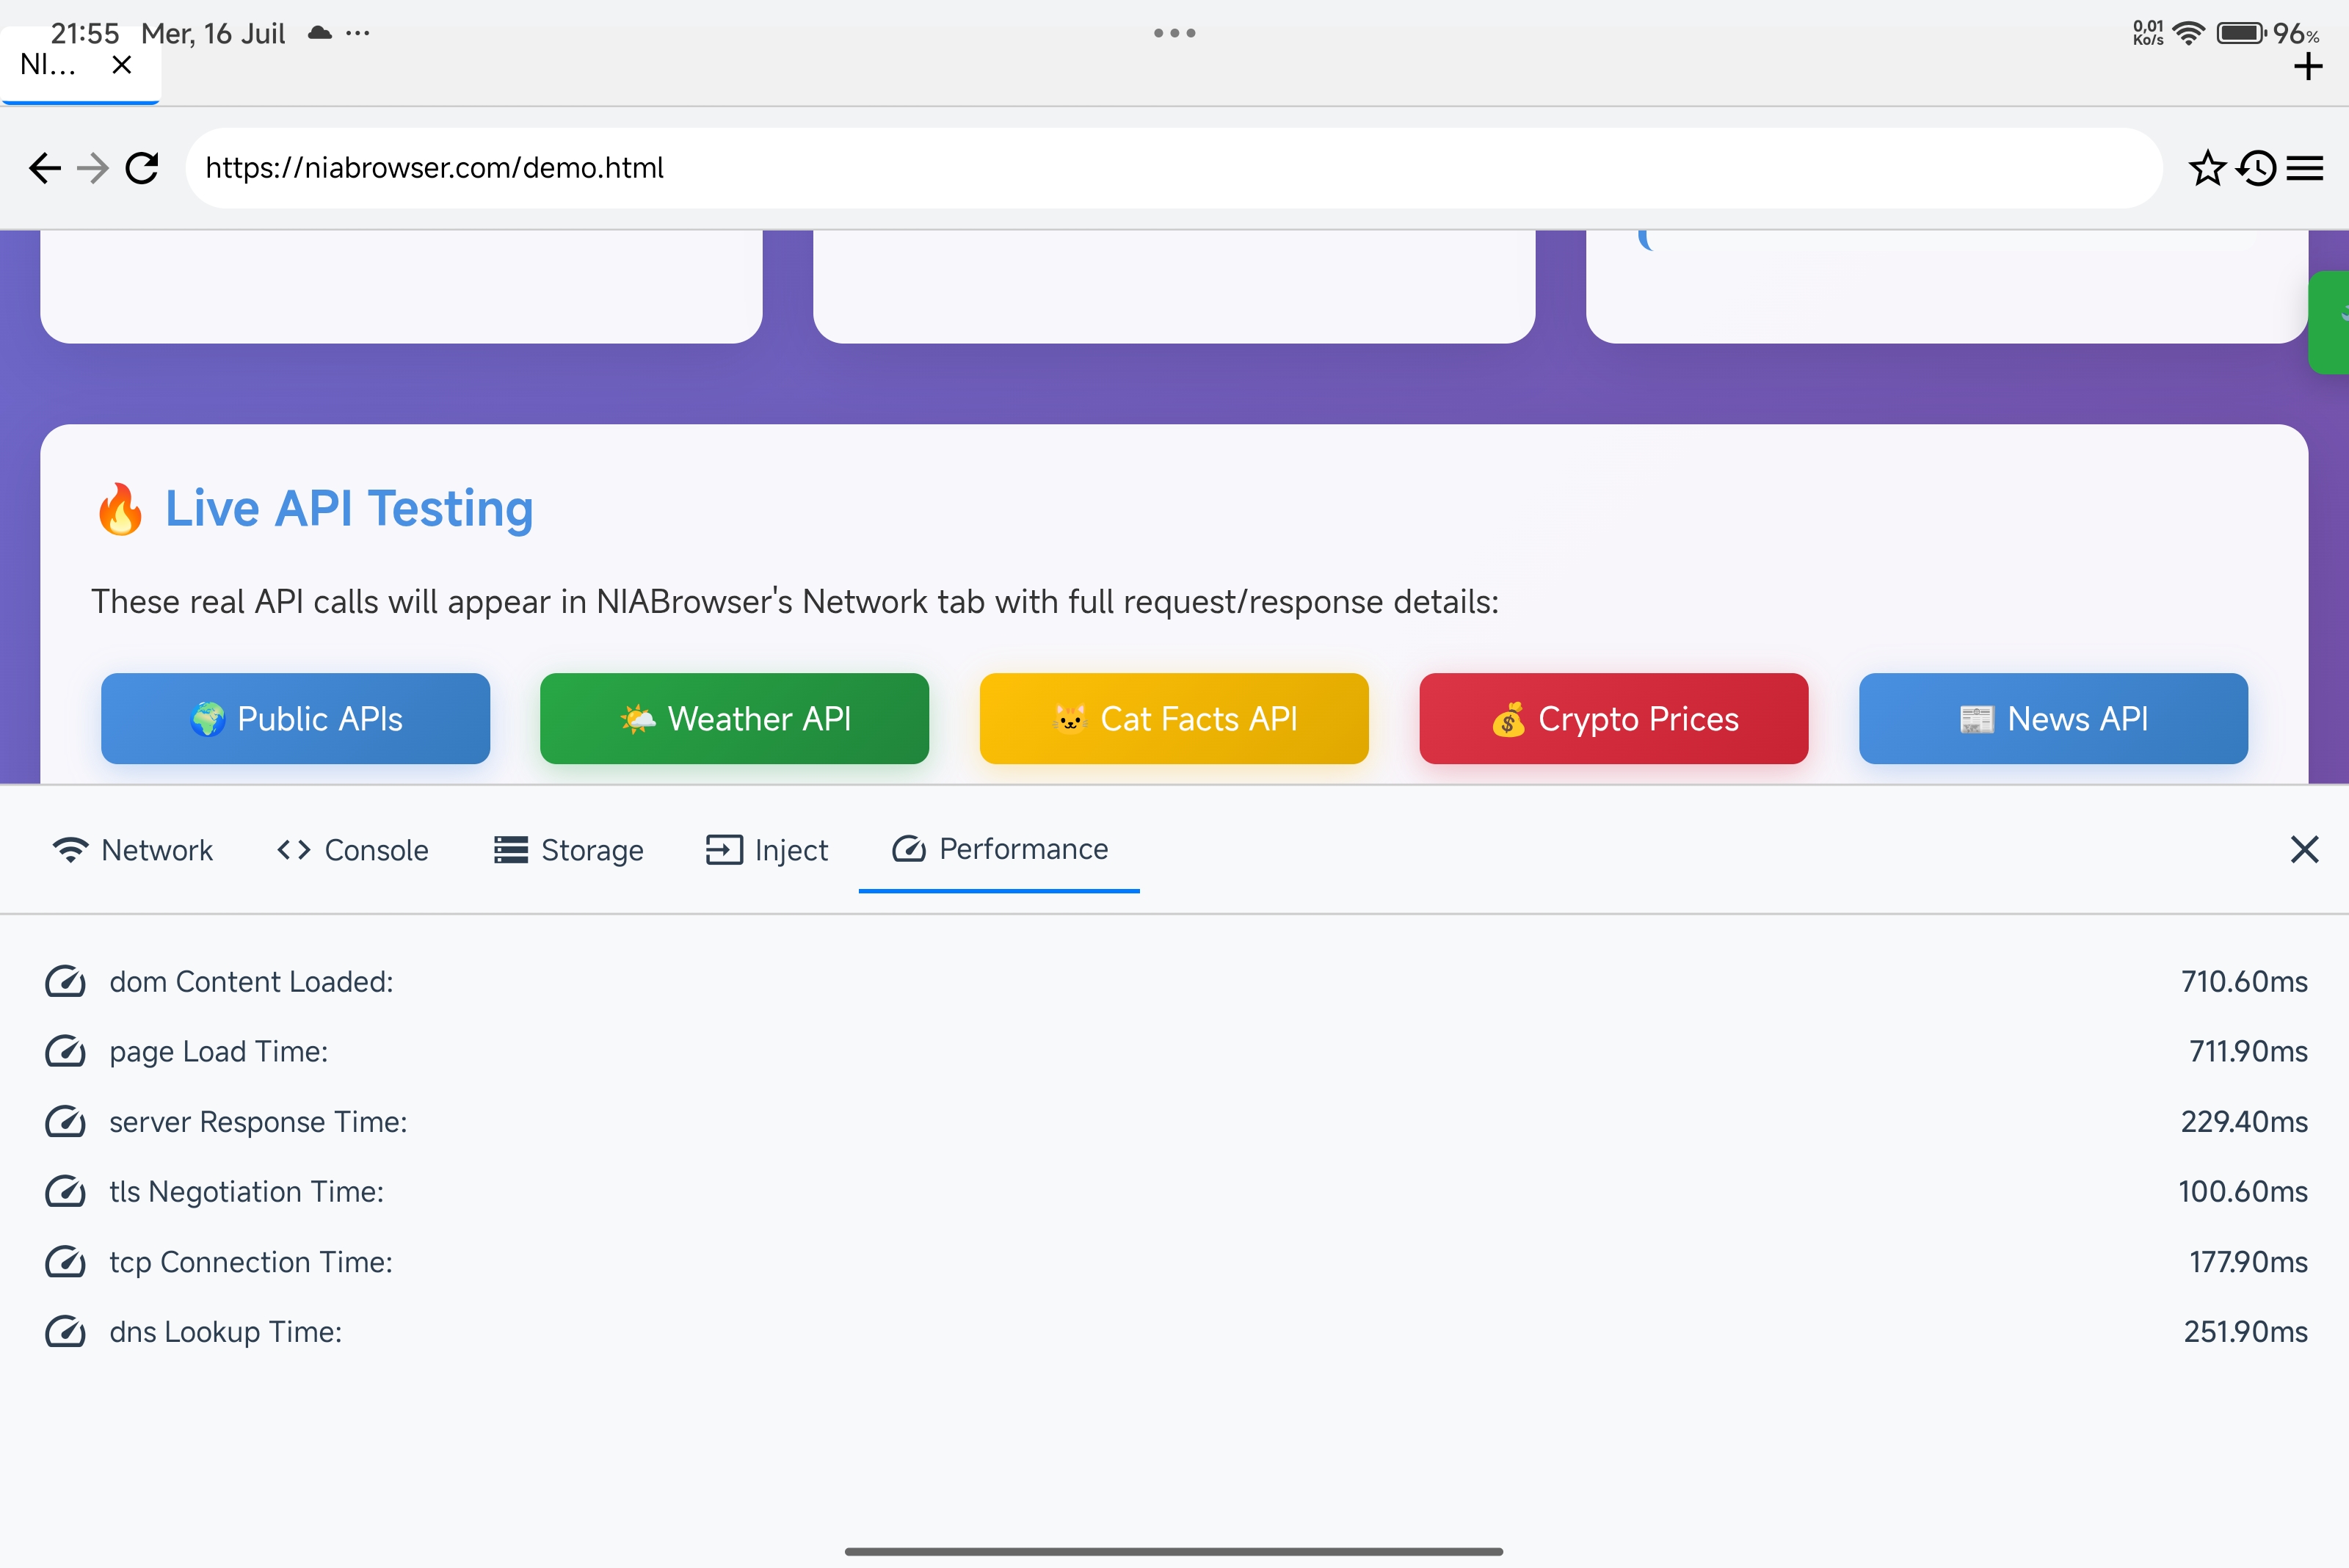 21:55 Mer, 16 Juil ...
0,01 Ko/s 96%
NI...
https://niabrowser.com/demo.html
🔥 Live API Testing
These real API calls will appear in NIABrowser's Network tab with full request/response details:
🌍 Public APIs
🌤️ Weather API
🐱 Cat Facts API
💰 Crypto Prices
📰 News API
Network Console Storage Inject Performance
dom Content Loaded: 710.60ms
page Load Time: 711.90ms
server Response Time: 229.40ms
tls Negotiation Time: 100.60ms
tcp Connection Time: 177.90ms
dns Lookup Time: 251.90ms